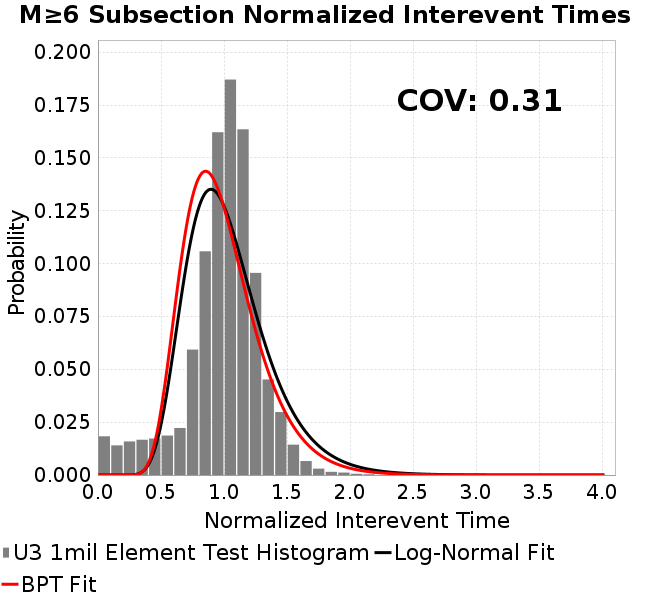 M≥6 Subsection Normalized Interevent Times
COV: 0.31
Probability
0.200
0.175
0.150
0.125
0.100
0.075
0.050
0.025
0.000
0.0 0.5 1.0 1.5 2.0 2.5 3.0 3.5 4.0
Normalized Interevent Time
U3 1mil Element Test Histogram Log-Normal Fit
BPT Fit